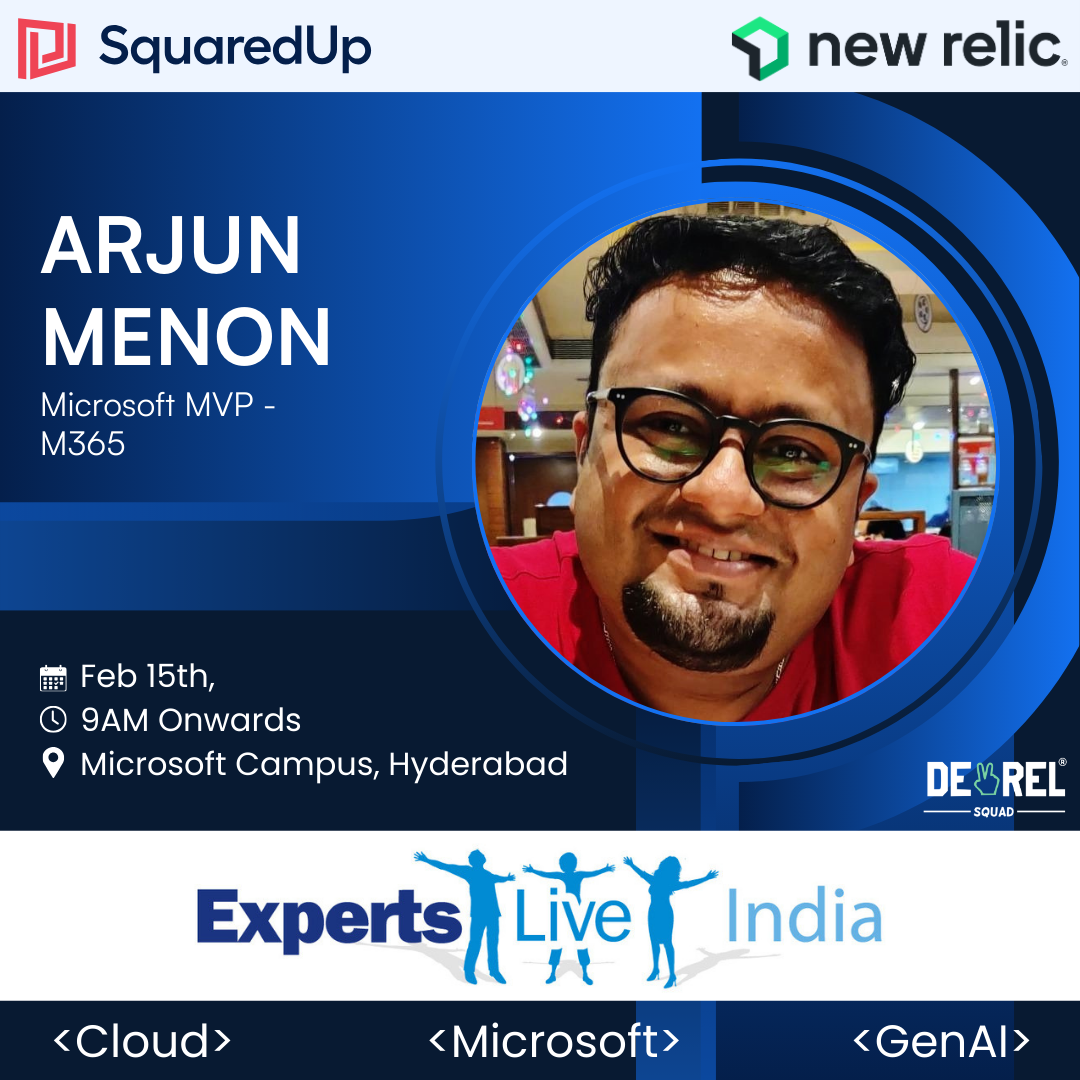 SquaredUp
new relic®
ARJUN
MENON
Microsoft MVP -
M365
Feb 15th,
9AM Onwards
Microsoft Campus, Hyderabad
DEVREL®
SQUAD
Experts Live India
<Cloud> <Microsoft> <GenAI>